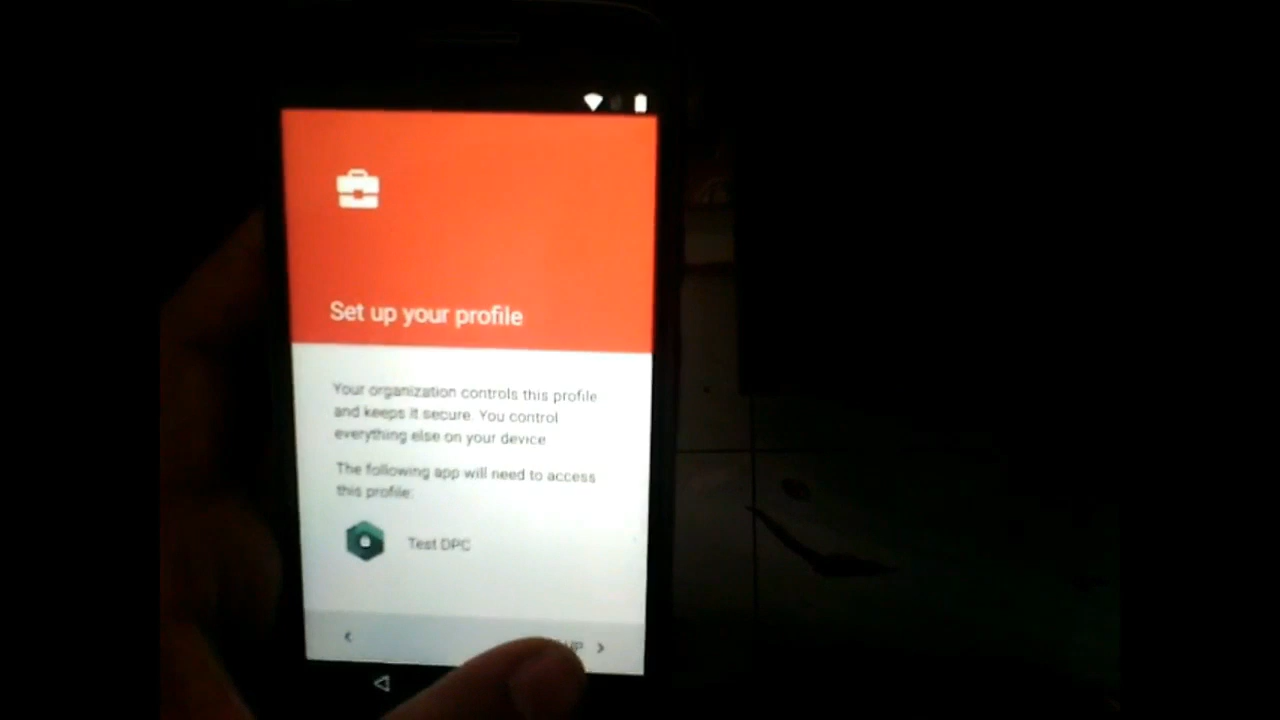 Set up your profile
Your organization controls this profile
and keeps it secure. You control
everything else on your device
The following app will need to access
this profile:
Test DPC